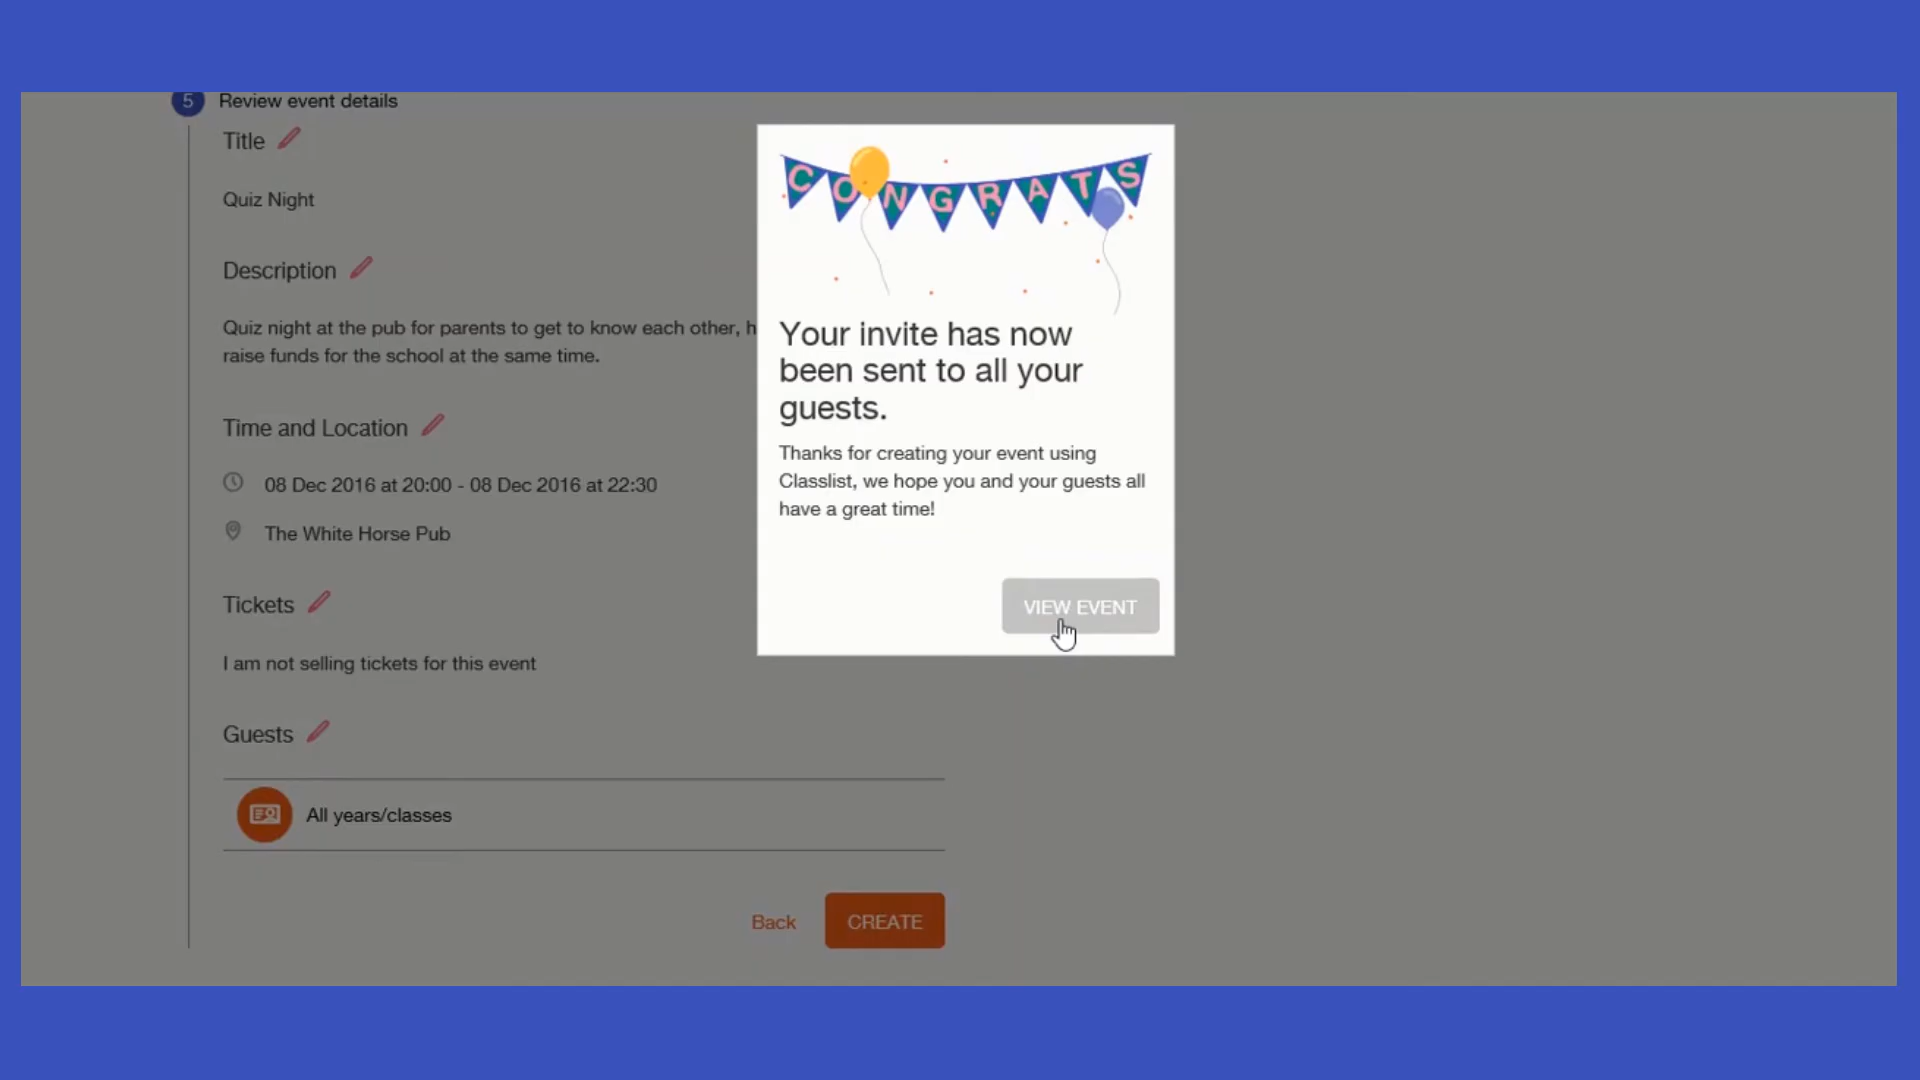 5 Review event details
Title
Quiz Night
Description
Quiz night at the pub for parents to get to know each other, h
raise funds for the school at the same time.
Time and Location
08 Dec 2016 at 20:00 - 08 Dec 2016 at 22:30
The White Horse Pub
Tickets
I am not selling tickets for this event
Guests
All years/classes
Back
CREATE
CONGRATS
Your invite has now
been sent to all your
guests.
Thanks for creating your event using
Classlist, we hope you and your guests all
have a great time!
VIEW EVENT